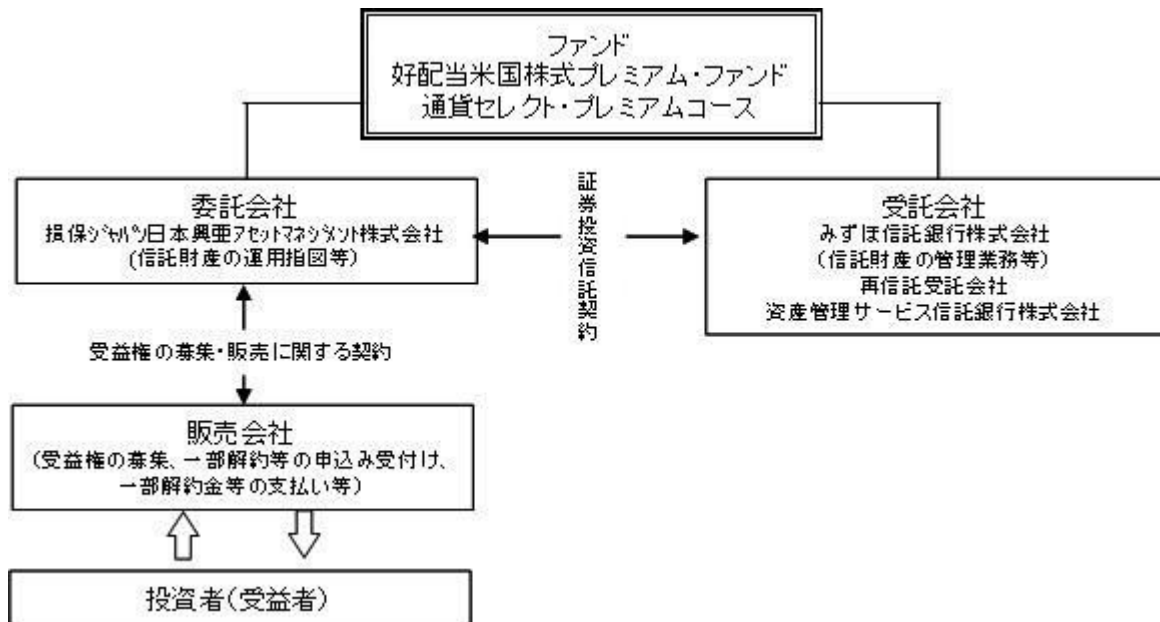 ファンド
好配当米国株式プレミアム・ファンド
通貨セレクト・プレミアムコース
委託会社
損保ｼﾞｬﾊﾟﾝ日本興亜ｱｾｯﾄﾏﾈｼﾞﾒﾝﾄ株式会社
(信託財産の運用指図等)
証券投資信託契約
受託会社
みずほ信託銀行株式会社
(信託財産の管理業務等)
再信託受託会社
資産管理サービス信託銀行株式会社
受益権の募集・販売に関する契約
販売会社
(受益権の募集、一部解約等の申込み受付け、
一部解約金等の支払い等)
投資者(受益者)